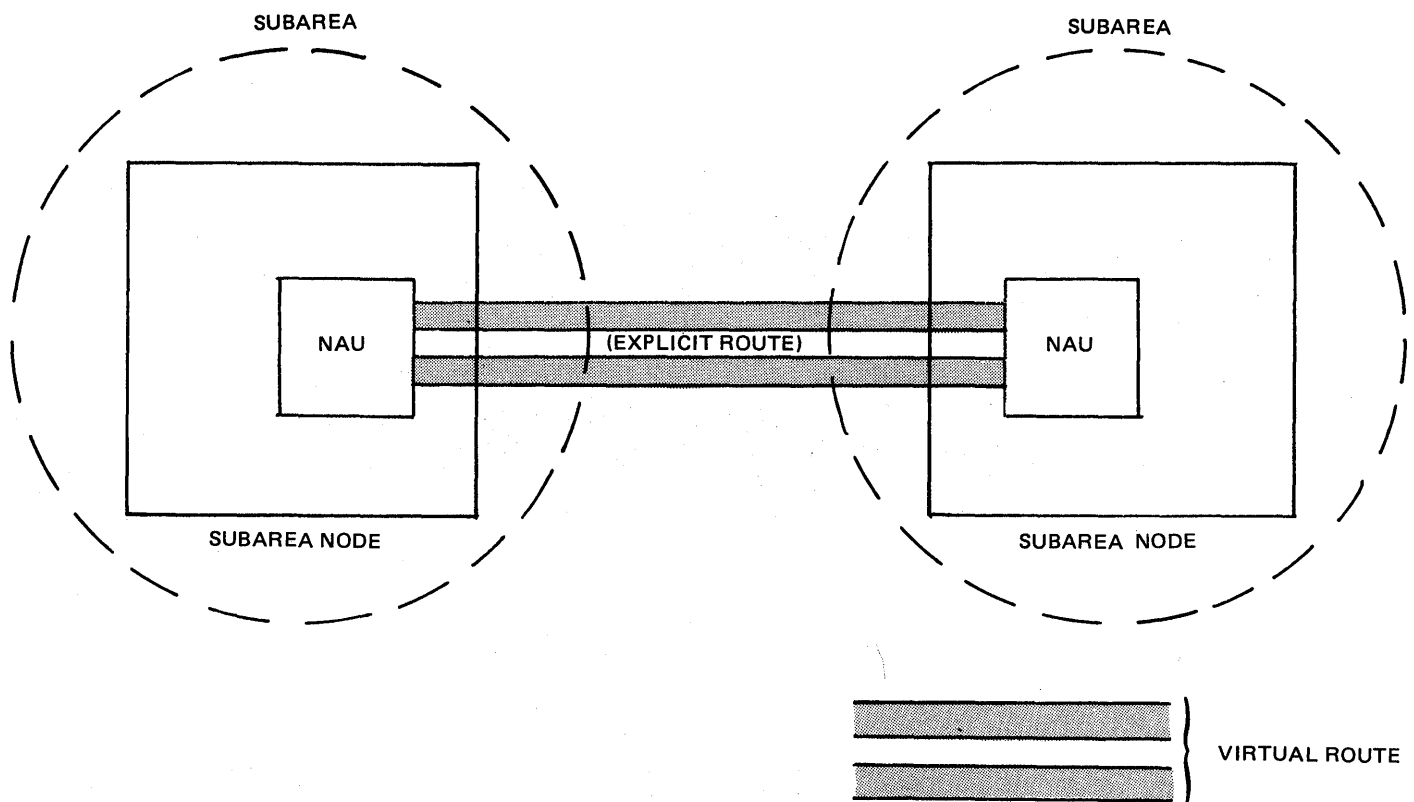 SUBAREA
SUBAREA
NAU
(EXPLICIT ROUTE)
NAU
SUBAREA NODE
SUBAREA NODE
VIRTUAL ROUTE